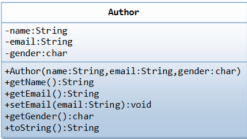 Author
-name:String
-email:String
-gender:char
+Author(name:String,email:String,gender:char)
+getName():String
+getEmail():String
+setEmail(email:String):void
+getGender():char
+toString():String